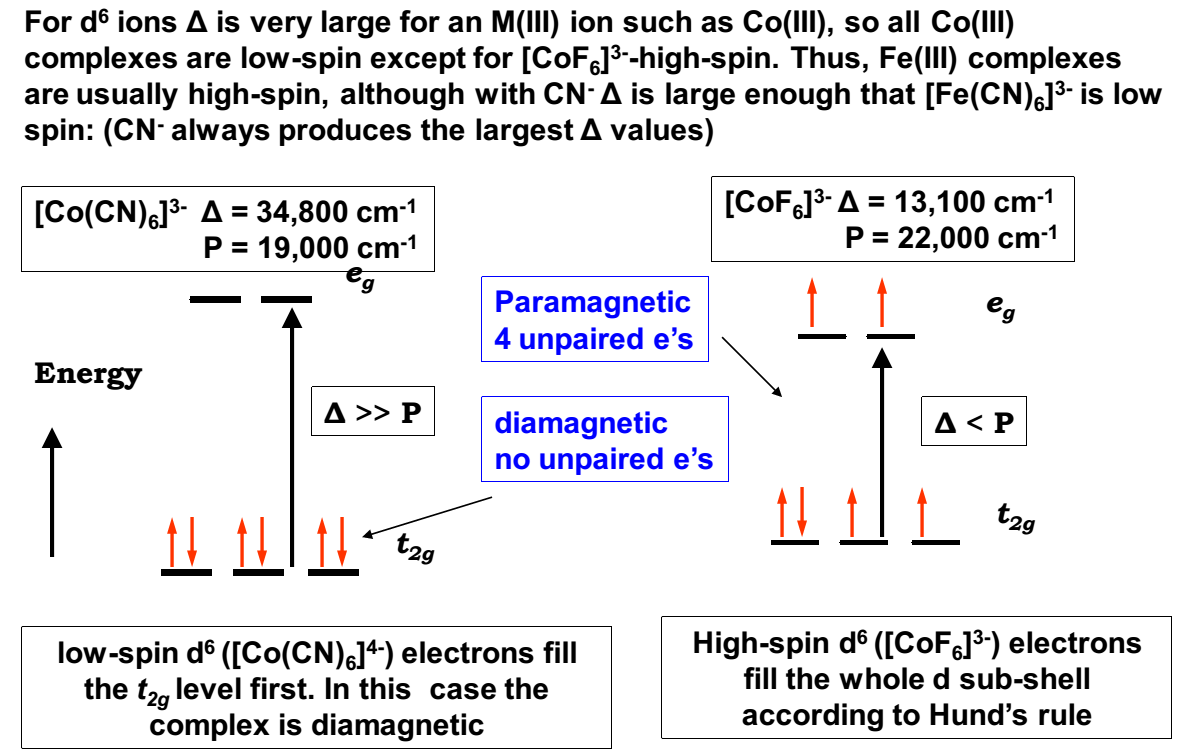 For d⁶ ions Δ is very large for an M(III) ion such as Co(III), so all Co(III)
complexes are low-spin except for [CoF₆]³⁻-high-spin. Thus, Fe(III) complexes
are usually high-spin, although with CN⁻ Δ is large enough that [Fe(CN)₆]³⁻ is low
spin: (CN⁻ always produces the largest Δ values)
[Co(CN)₆]³⁻ Δ = 34,800 cm⁻¹
P = 19,000 cm⁻¹
[CoF₆]³⁻ Δ = 13,100 cm⁻¹
P = 22,000 cm⁻¹
e_g
Paramagnetic
4 unpaired e's
e_g
Energy
Δ >> P
diamagnetic
no unpaired e's
Δ < P
t₂g
t₂g
low-spin d⁶ ([Co(CN)₆]⁴⁻) electrons fill
the t₂g level first. In this case the
complex is diamagnetic
High-spin d⁶ ([CoF₆]³⁻) electrons
fill the whole d sub-shell
according to Hund's rule